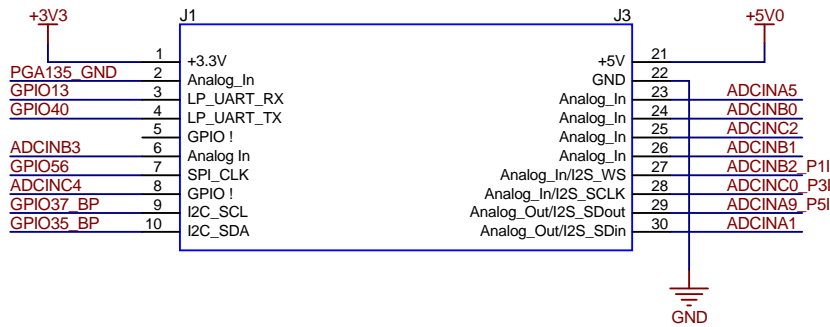 +3V3 J1 J3 +5V0
1 +3.3V +5V 21
PGA135_GND 2 Analog_In GND 22
GPIO13 3 LP_UART_RX Analog_In 23 ADCINA5
GPIO40 4 LP_UART_TX Analog_In 24 ADCINB0
5 GPIO ! Analog_In 25 ADCINC2
ADCINB3 6 Analog In Analog_In 26 ADCINB1
GPIO56 7 SPI_CLK Analog_In/I2S_WS 27 ADCINB2_P1I
ADCINC4 8 GPIO ! Analog_In/I2S_SCLK 28 ADCINC0_P3I
GPIO37_BP 9 I2C_SCL Analog_Out/I2S_SDout 29 ADCINA9_P5I
GPIO35_BP 10 I2C_SDA Analog_Out/I2S_SDin 30 ADCINA1
GND